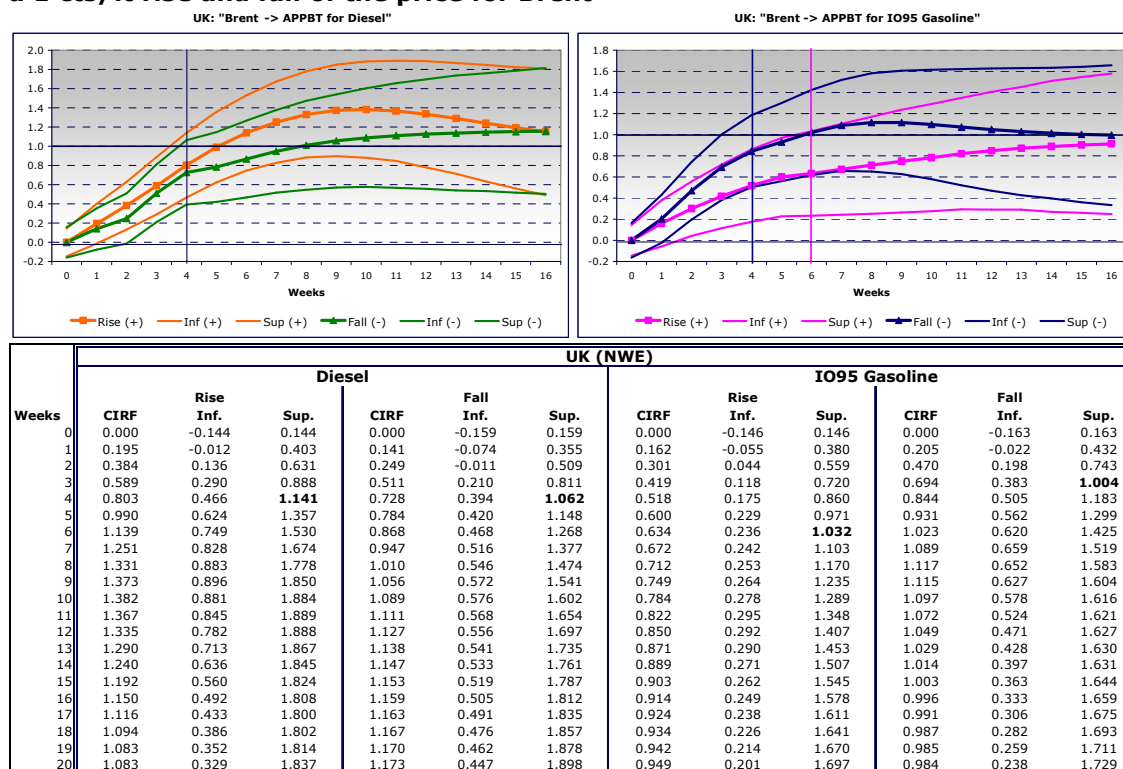 a 1 cts/lt rise and fall of the price for Brent
UK: "Brent -> APPBT for Diesel"
2.0
1.8
1.6
1.4
1.2
1.0
0.8
0.6
0.4
0.2
0.0
-0.2
0 1 2 3 4 5 6 7 8 9 10 11 12 13 14 15 16
Weeks
Rise (+) Inf (+) Sup (+) Fall (-) Inf (-) Sup (-)
UK: "Brent -> APPBT for IO95 Gasoline"
1.8
1.6
1.4
1.2
1.0
0.8
0.6
0.4
0.2
0.0
-0.2
0 1 2 3 4 5 6 7 8 9 10 11 12 13 14 15 16
Weeks
Rise (+) Inf (+) Sup (+) Fall (-) Inf (-) Sup (-)
UK (NWE)
Diesel IO95 Gasoline
Rise Fall Rise Fall
Weeks CIRF Inf. Sup. CIRF Inf. Sup. CIRF Inf. Sup. CIRF Inf. Sup.
0 0.000 -0.144 0.144 0.000 -0.159 0.159 0.000 -0.146 0.146 0.000 -0.163 0.163
1 0.195 -0.012 0.403 0.141 -0.074 0.355 0.162 -0.055 0.380 0.205 -0.022 0.432
2 0.384 0.136 0.631 0.249 -0.011 0.509 0.301 0.044 0.559 0.470 0.198 0.743
3 0.589 0.290 0.888 0.511 0.210 0.811 0.419 0.118 0.720 0.694 0.383 1.004
4 0.803 0.466 1.141 0.728 0.394 1.062 0.518 0.175 0.860 0.844 0.505 1.183
5 0.990 0.624 1.357 0.784 0.420 1.148 0.600 0.229 0.971 0.931 0.562 1.299
6 1.139 0.749 1.530 0.868 0.468 1.268 0.634 0.236 1.032 1.023 0.620 1.425
7 1.251 0.828 1.674 0.947 0.516 1.377 0.672 0.242 1.103 1.089 0.659 1.519
8 1.331 0.883 1.778 1.010 0.546 1.474 0.712 0.253 1.170 1.117 0.652 1.583
9 1.373 0.896 1.850 1.056 0.572 1.541 0.749 0.264 1.235 1.115 0.627 1.604
10 1.382 0.881 1.884 1.089 0.576 1.602 0.784 0.278 1.289 1.097 0.578 1.616
11 1.367 0.845 1.889 1.111 0.568 1.654 0.822 0.295 1.348 1.072 0.524 1.621
12 1.335 0.782 1.888 1.127 0.556 1.697 0.850 0.292 1.407 1.049 0.471 1.627
13 1.290 0.713 1.867 1.138 0.541 1.735 0.871 0.290 1.453 1.029 0.428 1.630
14 1.240 0.636 1.845 1.147 0.533 1.761 0.889 0.271 1.507 1.014 0.397 1.631
15 1.192 0.560 1.824 1.153 0.519 1.787 0.903 0.262 1.545 1.003 0.363 1.644
16 1.150 0.492 1.808 1.159 0.505 1.812 0.914 0.249 1.578 0.996 0.333 1.659
17 1.116 0.433 1.800 1.163 0.491 1.835 0.924 0.238 1.611 0.991 0.306 1.675
18 1.094 0.386 1.802 1.167 0.476 1.857 0.934 0.226 1.641 0.987 0.282 1.693
19 1.083 0.352 1.814 1.170 0.462 1.878 0.942 0.214 1.670 0.985 0.259 1.711
20 1.083 0.329 1.837 1.173 0.447 1.898 0.949 0.201 1.697 0.984 0.238 1.729